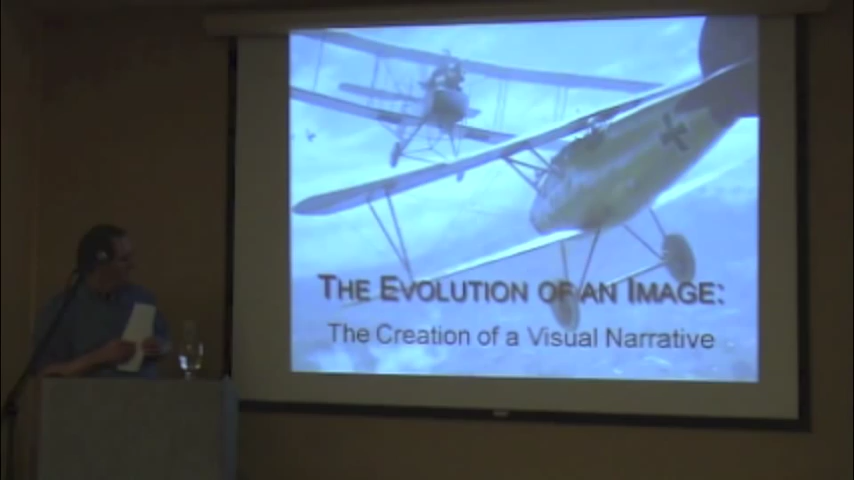 THE EVOLUTION OF AN IMAGE:
The Creation of a Visual Narrative